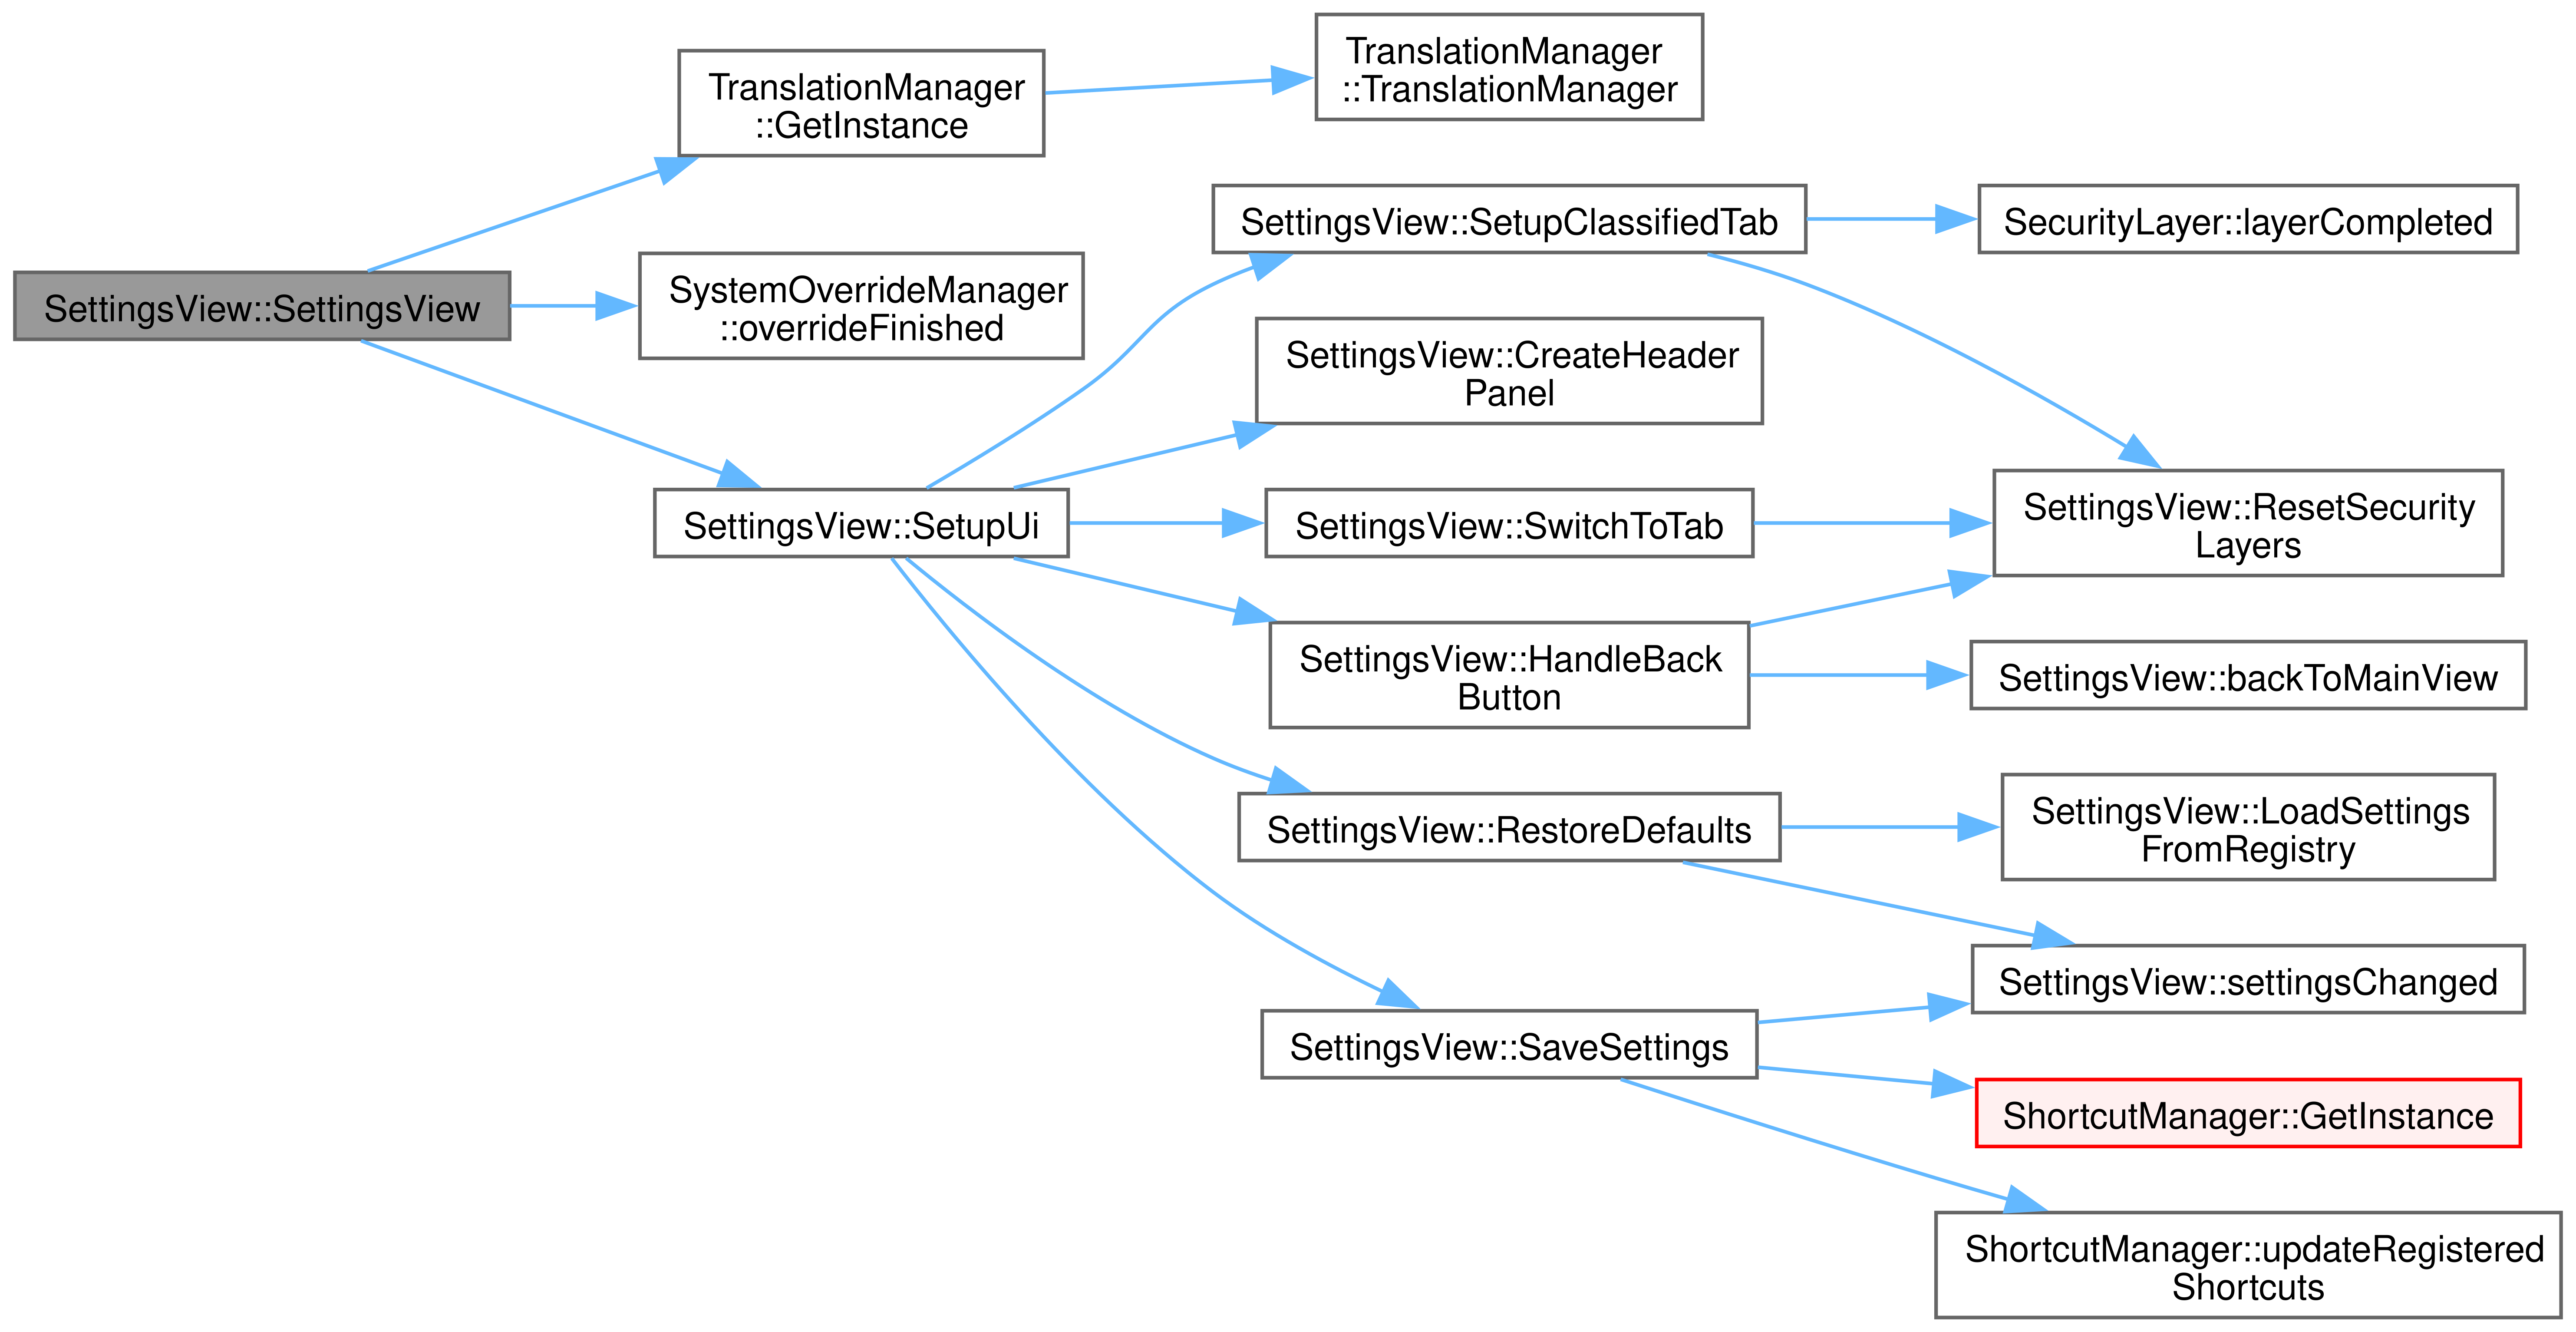 SettingsView::SettingsView
TranslationManager
::GetInstance
TranslationManager
::TranslationManager
SystemOverrideManager
::overrideFinished
SettingsView::SetupUi
SettingsView::SetupClassifiedTab
SecurityLayer::layerCompleted
SettingsView::CreateHeader
Panel
SettingsView::SwitchToTab
SettingsView::ResetSecurity
Layers
SettingsView::HandleBack
Button
SettingsView::backToMainView
SettingsView::RestoreDefaults
SettingsView::LoadSettings
FromRegistry
SettingsView::settingsChanged
SettingsView::SaveSettings
ShortcutManager::GetInstance
ShortcutManager::updateRegistered
Shortcuts